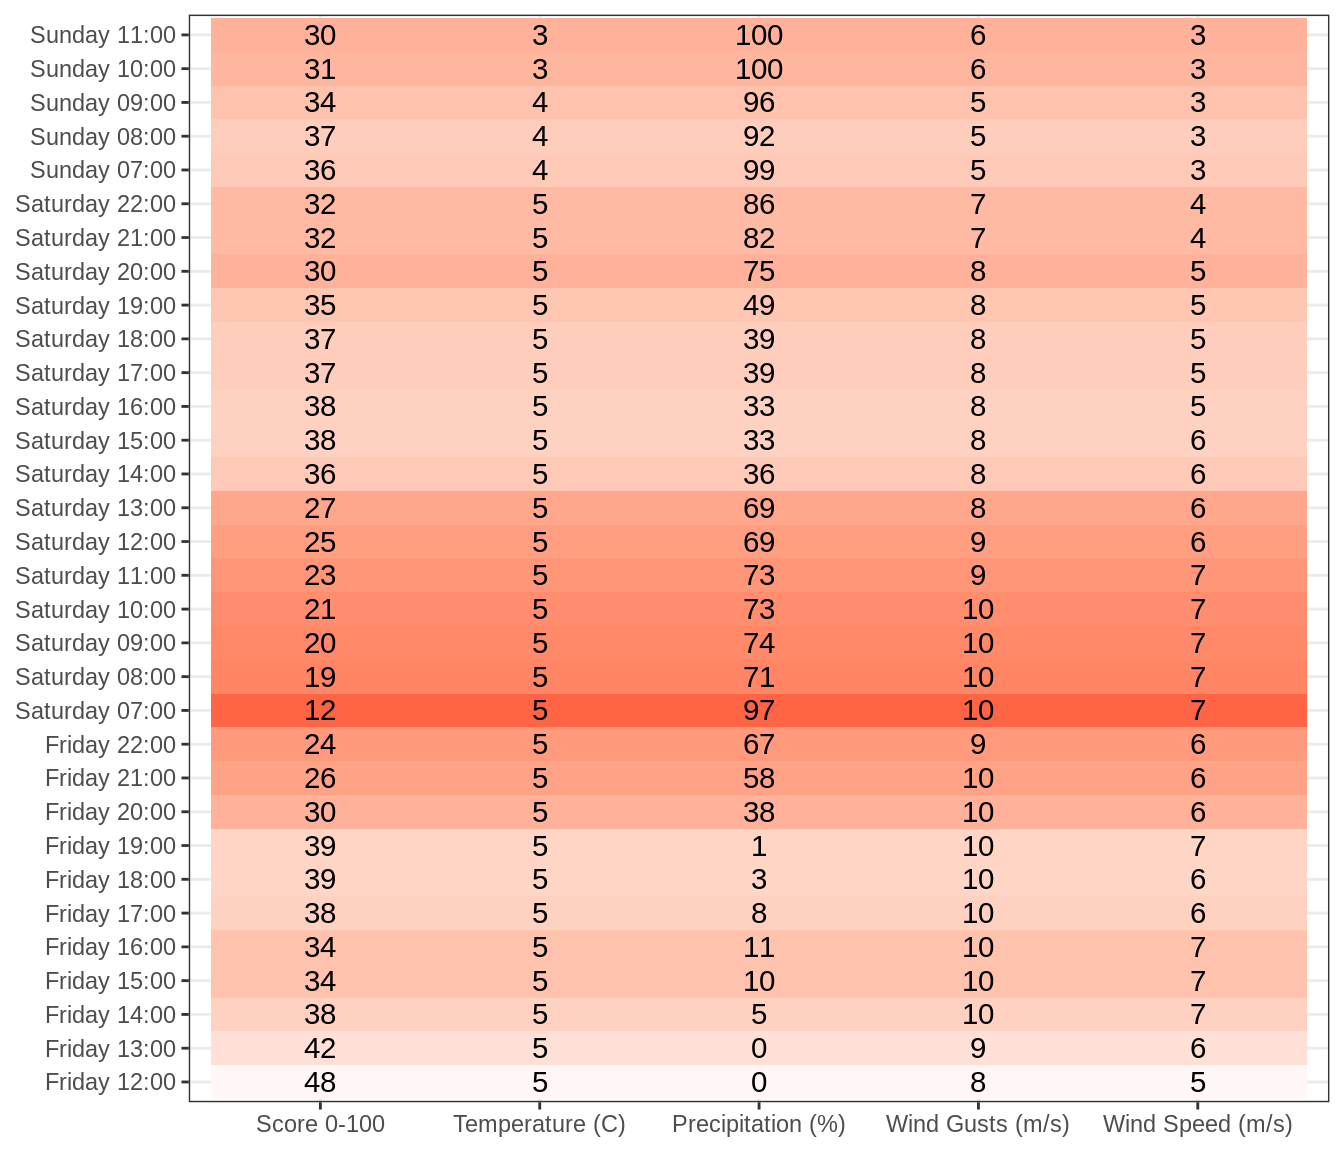 Sunday 11:00 30 3 100 6 3
Sunday 10:00 31 3 100 6 3
Sunday 09:00 34 4 96 5 3
Sunday 08:00 37 4 92 5 3
Sunday 07:00 36 4 99 5 3
Saturday 22:00 32 5 86 7 4
Saturday 21:00 32 5 82 7 4
Saturday 20:00 30 5 75 8 5
Saturday 19:00 35 5 49 8 5
Saturday 18:00 37 5 39 8 5
Saturday 17:00 37 5 39 8 5
Saturday 16:00 38 5 33 8 5
Saturday 15:00 38 5 33 8 6
Saturday 14:00 36 5 36 8 6
Saturday 13:00 27 5 69 8 6
Saturday 12:00 25 5 69 9 6
Saturday 11:00 23 5 73 9 7
Saturday 10:00 21 5 73 10 7
Saturday 09:00 20 5 74 10 7
Saturday 08:00 19 5 71 10 7
Saturday 07:00 12 5 97 10 7
Friday 22:00 24 5 67 9 6
Friday 21:00 26 5 58 10 6
Friday 20:00 30 5 38 10 6
Friday 19:00 39 5 1 10 7
Friday 18:00 39 5 3 10 6
Friday 17:00 38 5 8 10 6
Friday 16:00 34 5 11 10 7
Friday 15:00 34 5 10 10 7
Friday 14:00 38 5 5 10 7
Friday 13:00 42 5 0 9 6
Friday 12:00 48 5 0 8 5
Score 0-100 Temperature (C) Precipitation (%) Wind Gusts (m/s) Wind Speed (m/s)